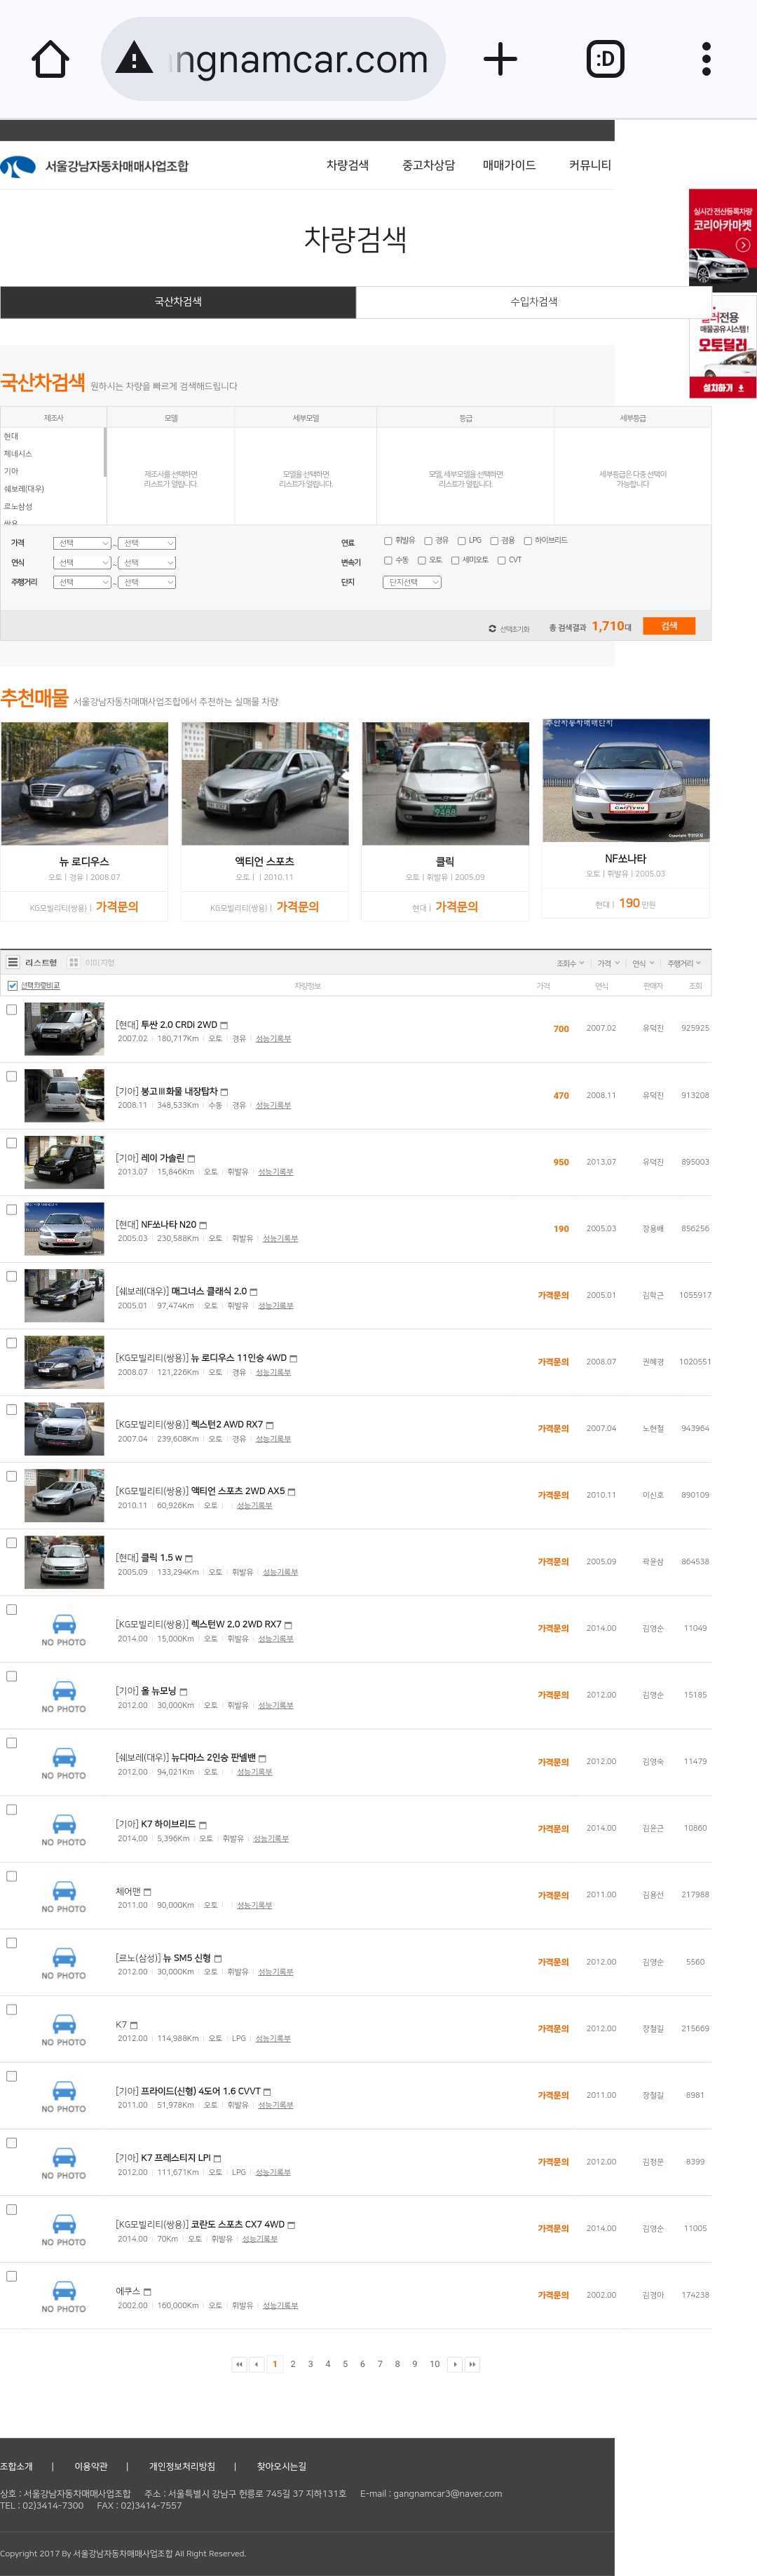 ngnamcar.com
:D
서울강남자동차매매사업조합
차량검색 중고차상담 매매가이드 커뮤니티
실시간 전산등록차량
코리아카마켓
차량검색
국산차검색 수입차검색
전용
매물공유 시스템!
오토딜러
설치하기
국산차검색 원하시는 차량을 빠르게 검색해드립니다
제조사 모델 세부모델 등급 세부등급
현대
제네시스
기아
쉐보레(대우)
르노삼성
쌍용
제조사를 선택하면
리스트가 열립니다.
모델을 선택하면
리스트가 열립니다.
모델, 세부모델을 선택하면
리스트가 열립니다.
세부등급은 다중 선택이
가능합니다
가격 선택 ~ 선택 연료 휘발유 경유 LPG 겸용 하이브리드
연식 선택 ~ 선택 변속기 수동 오토 세미오토 CVT
주행거리 선택 ~ 선택 단지 단지선택
선택초기화 총 검색결과 1,710대 검색
추천매물 서울강남자동차매매사업조합에서 추천하는 실매물 차량
뉴 로디우스
오토 | 경유 | 2008.07
KG모빌리티(쌍용) | 가격문의
액티언 스포츠
오토 | | 2010.11
KG모빌리티(쌍용) | 가격문의
클릭
오토 | 휘발유 | 2005.09
현대 | 가격문의
NF쏘나타
오토 | 휘발유 | 2005.03
현대 | 190 만원
리스트형 이미지형 조회수 가격 연식 주행거리
선택차량비교 차량정보 가격 연식 판매자 조회
[현대] 투싼 2.0 CRDi 2WD
2007.02 180,717Km 오토 경유 성능기록부
700 2007.02 유덕진 925925
[기아] 봉고Ⅲ화물 내장탑차
2008.11 348,533Km 수동 경유 성능기록부
470 2008.11 유덕진 913208
[기아] 레이 가솔린
2013.07 15,846Km 오토 휘발유 성능기록부
950 2013.07 유덕진 895003
[현대] NF쏘나타 N20
2005.03 230,588Km 오토 휘발유 성능기록부
190 2005.03 장용배 856256
[쉐보레(대우)] 매그너스 클래식 2.0
2005.01 97,474Km 오토 휘발유 성능기록부
가격문의 2005.01 김학근 1055917
[KG모빌리티(쌍용)] 뉴 로디우스 11인승 4WD
2008.07 121,226Km 오토 경유 성능기록부
가격문의 2008.07 권혜경 1020551
[KG모빌리티(쌍용)] 렉스턴2 AWD RX7
2007.04 239,608Km 오토 경유 성능기록부
가격문의 2007.04 노현철 943964
[KG모빌리티(쌍용)] 액티언 스포츠 2WD AX5
2010.11 60,926Km 오토 성능기록부
가격문의 2010.11 이신호 890109
[현대] 클릭 1.5 w
2005.09 133,294Km 오토 휘발유 성능기록부
가격문의 2005.09 곽윤삼 864538
NO PHOTO
[KG모빌리티(쌍용)] 렉스턴W 2.0 2WD RX7
2014.00 15,000Km 오토 휘발유 성능기록부
가격문의 2014.00 김영순 11049
NO PHOTO
[기아] 올 뉴모닝
2012.00 30,000Km 오토 휘발유 성능기록부
가격문의 2012.00 김영순 15185
NO PHOTO
[쉐보레(대우)] 뉴다마스 2인승 판넬밴
2012.00 94,021Km 오토 성능기록부
가격문의 2012.00 김영숙 11479
NO PHOTO
[기아] K7 하이브리드
2014.00 5,396Km 오토 휘발유 성능기록부
가격문의 2014.00 김윤근 10860
NO PHOTO
체어맨
2011.00 90,000Km 오토 성능기록부
가격문의 2011.00 김용선 217988
NO PHOTO
[르노(삼성)] 뉴 SM5 신형
2012.00 30,000Km 오토 휘발유 성능기록부
가격문의 2012.00 김영순 5560
NO PHOTO
K7
2012.00 114,988Km 오토 LPG 성능기록부
가격문의 2012.00 장철길 215669
NO PHOTO
[기아] 프라이드(신형) 4도어 1.6 CVVT
2011.00 51,978Km 오토 휘발유 성능기록부
가격문의 2011.00 장철길 8981
NO PHOTO
[기아] K7 프레스티지 LPI
2012.00 111,671Km 오토 LPG 성능기록부
가격문의 2012.00 김정문 8399
NO PHOTO
[KG모빌리티(쌍용)] 코란도 스포츠 CX7 4WD
2014.00 70Km 오토 휘발유 성능기록부
가격문의 2014.00 김영순 11005
NO PHOTO
에쿠스
2002.00 160,000Km 오토 휘발유 성능기록부
가격문의 2002.00 김경아 174238
1 2 3 4 5 6 7 8 9 10
조합소개 | 이용약관 | 개인정보처리방침 | 찾아오시는길
상호 : 서울강남자동차매매사업조합 주소 : 서울특별시 강남구 헌릉로 745길 37 지하131호 E-mail : gangnamcar3@naver.com
TEL : 02)3414-7300 FAX : 02)3414-7557
Copyright 2017 By 서울강남자동차매매사업조합 All Right Reserved.